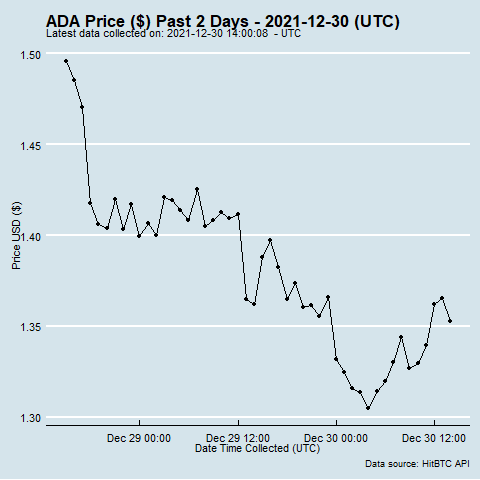 ADA Price ($) Past 2 Days - 2021-12-30 (UTC)
Latest data collected on: 2021-12-30 14:00:08  - UTC
1.50
1.45
1.40
1.35
1.30
Price USD ($)
Dec 29 00:00
Dec 29 12:00
Dec 30 00:00
Dec 30 12:00
Date Time Collected (UTC)
Data source: HitBTC API